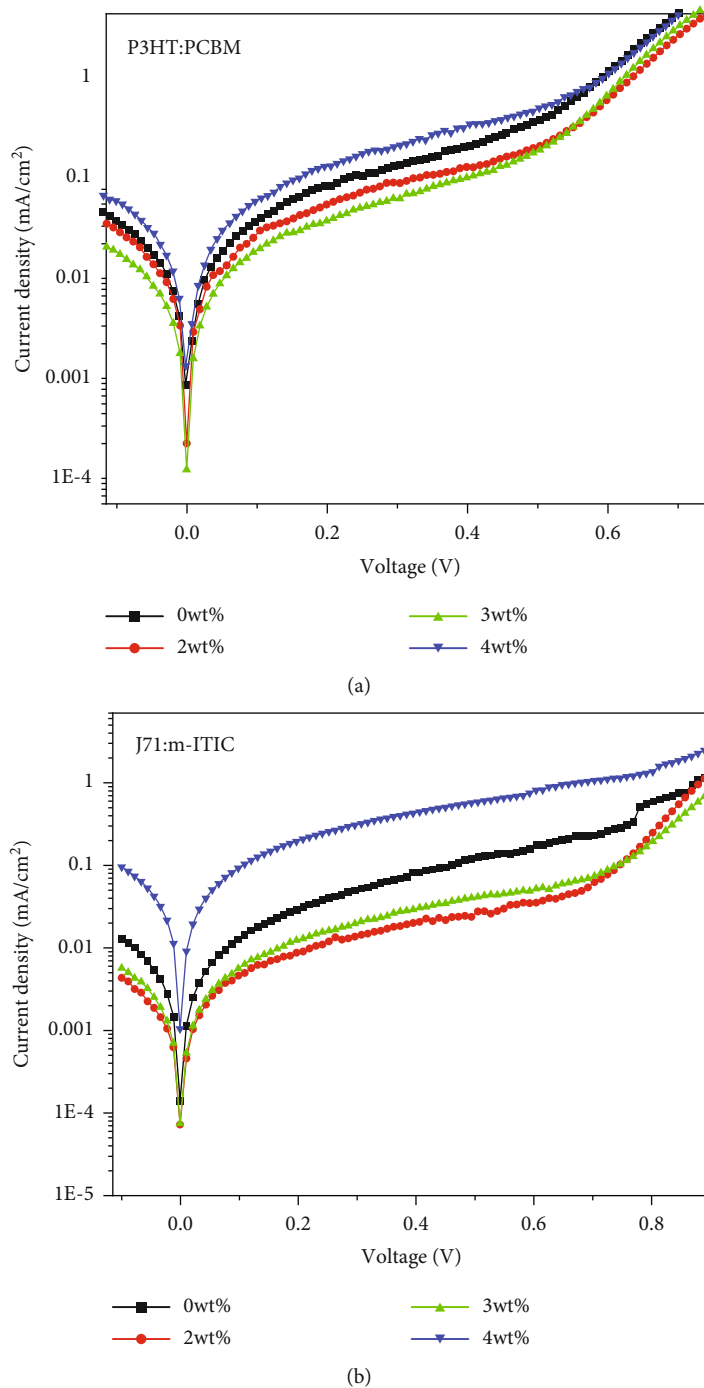 P3HT:PCBM
1
0.1
0.01
0.001
1E-4
Current density (mA/cm²)
0.0
0.2
0.4
0.6
Voltage (V)
0wt%
3wt%
2wt%
4wt%
(a)
J71:m-ITIC
1
0.1
0.01
0.001
1E-4
1E-5
Current density (mA/cm²)
0.0
0.2
0.4
0.6
0.8
Voltage (V)
0wt%
3wt%
2wt%
4wt%
(b)